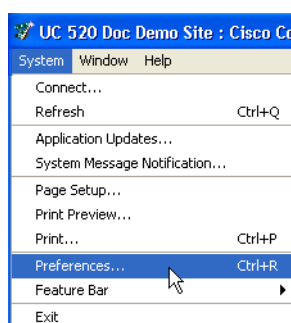 UC 520 Doc Demo Site : Cisco Co
System Window Help
Connect...
Refresh Ctrl+Q
Application Updates...
System Message Notification...
Page Setup...
Print Preview...
Print... Ctrl+P
Preferences... Ctrl+R
Feature Bar
Exit